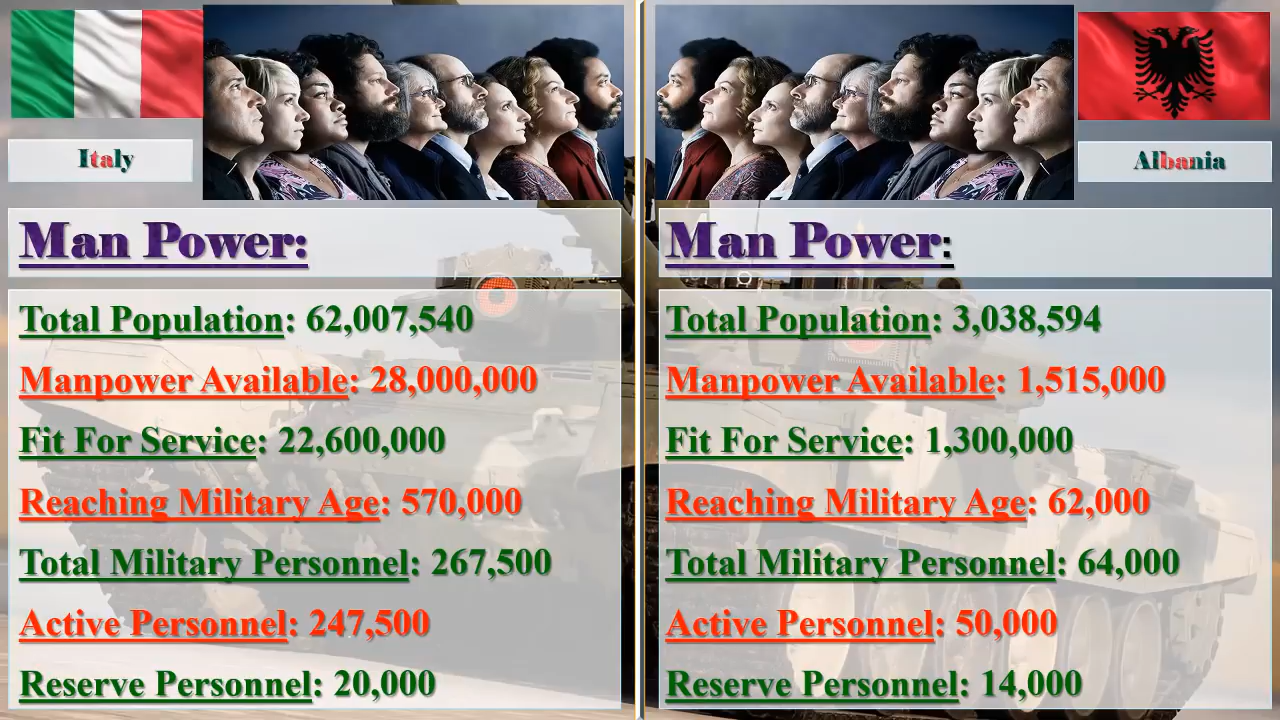 Italy
Man Power:
Total Population: 62,007,540
Manpower Available: 28,000,000
Fit For Service: 22,600,000
Reaching Military Age: 570,000
Total Military Personnel: 267,500
Active Personnel: 247,500
Reserve Personnel: 20,000
Albania
Man Power:
Total Population: 3,038,594
Manpower Available: 1,515,000
Fit For Service: 1,300,000
Reaching Military Age: 62,000
Total Military Personnel: 64,000
Active Personnel: 50,000
Reserve Personnel: 14,000